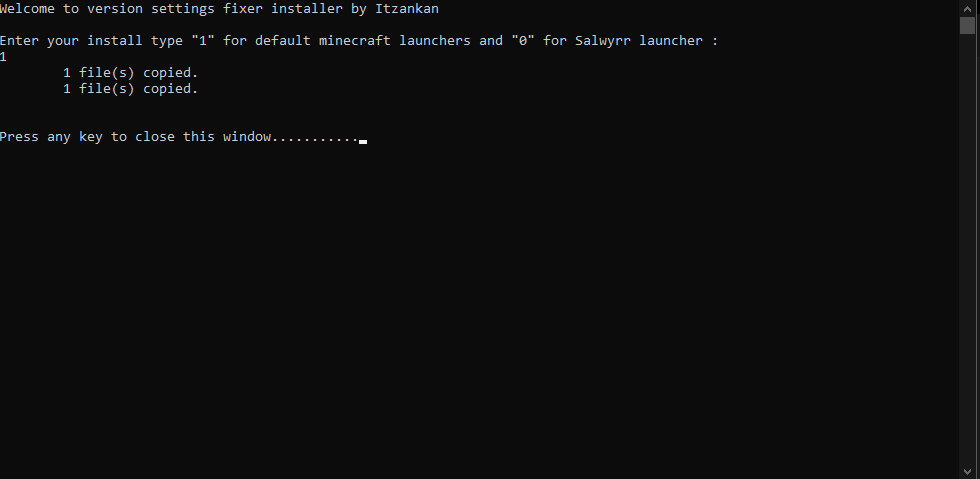 Welcome to version settings fixer installer by Itzankan
Enter your install type "1" for default minecraft launchers and "0" for Salwyrr launcher :
1
1 file(s) copied.
1 file(s) copied.
Press any key to close this window...........